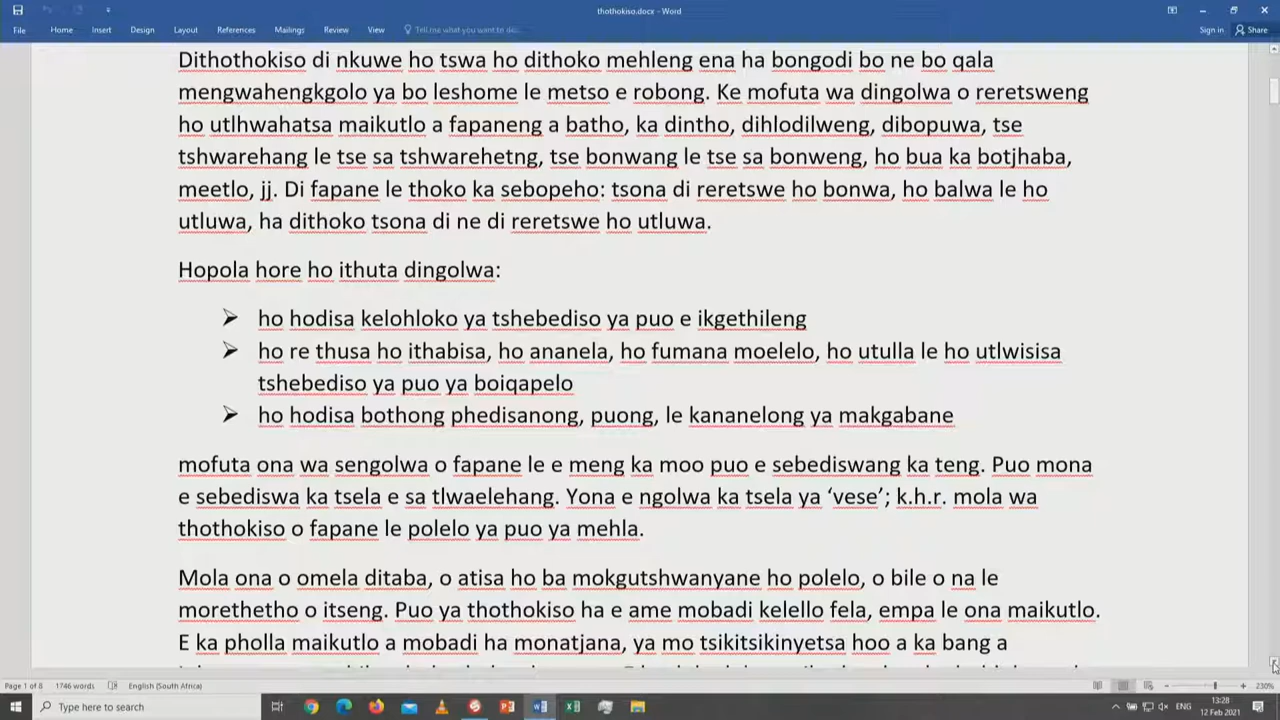 thothokiso.docx - Word
File Home Insert Design Layout References Mailings Review View Tell me what you want to do... Sign in Share
Dithothokiso di nkuwe ho tswa ho dithoko mehleng ena ha bongodi bo ne bo qala
mengwahengkgolo ya bo leshome le metso e robong. Ke mofuta wa dingolwa o reretsweng
ho utlhwahatsa maikutlo a fapaneng a batho, ka dintho, dihlodilweng, dibopuwa, tse
tshwarehang le tse sa tshwarehetng, tse bonwang le tse sa bonweng, ho bua ka botjhaba,
meetlo, jj. Di fapane le thoko ka sebopeho: tsona di reretswe ho bonwa, ho balwa le ho
utluwa, ha dithoko tsona di ne di reretswe ho utluwa.
Hopola hore ho ithuta dingolwa:
➢ ho hodisa kelohloko ya tshebediso ya puo e ikgethileng
➢ ho re thusa ho ithabisa, ho ananela, ho fumana moelelo, ho utulla le ho utlwisisa
tshebediso ya puo ya boiqapelo
➢ ho hodisa bothong phedisanong, puong, le kananelong ya makgabane
mofuta ona wa sengolwa o fapane le e meng ka moo puo e sebediswang ka teng. Puo mona
e sebediswa ka tsela e sa tlwaelehang. Yona e ngolwa ka tsela ya ‘vese’; k.h.r. mola wa
thothokiso o fapane le polelo ya puo ya mehla.
Mola ona o omela ditaba, o atisa ho ba mokgutshwanyane ho polelo, o bile o na le
morethetho o itseng. Puo ya thothokiso ha e ame mobadi kelello fela, empa le ona maikutlo.
E ka pholla maikutlo a mobadi ha monatjana, ya mo tsikitsikinyetsa hoo a ka bang a
Page 1 of 8 1746 words English (South Africa) 230%
Type here to search ENG 13:28
12 Feb 2021